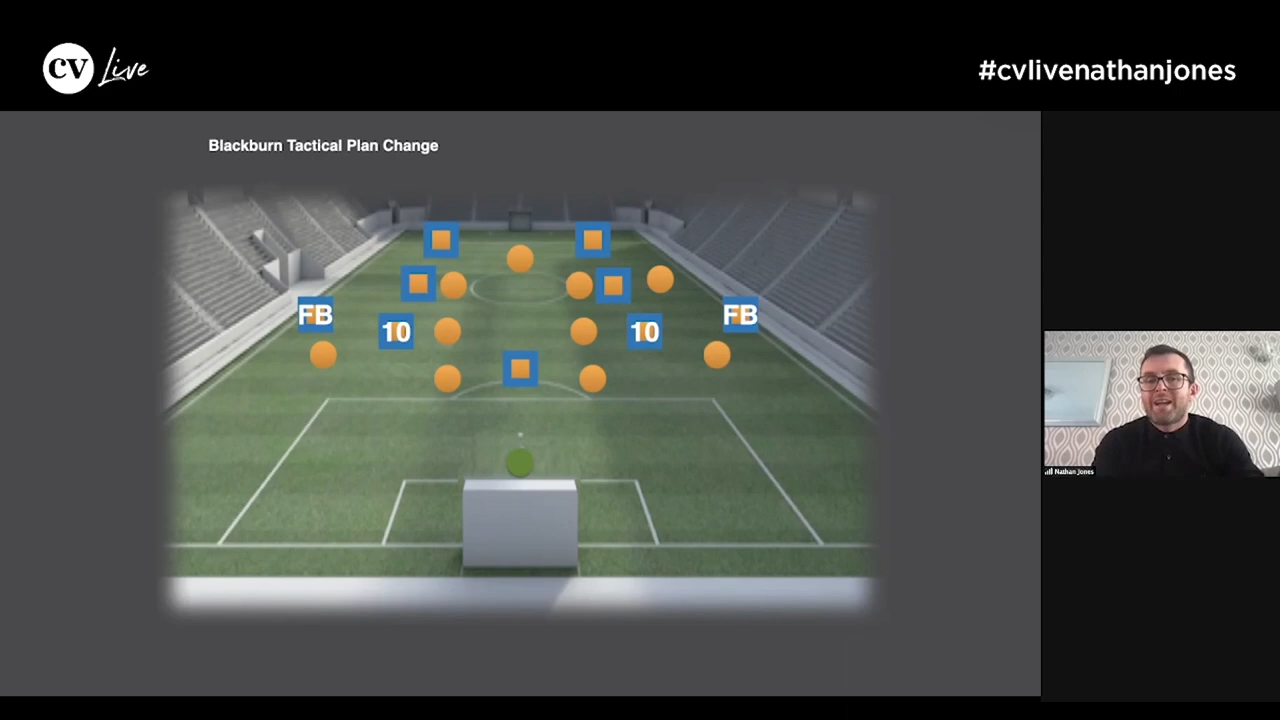 CV Live
#cvlivenathanjones
Blackburn Tactical Plan Change
FB
10
10
FB
Nathan Jones